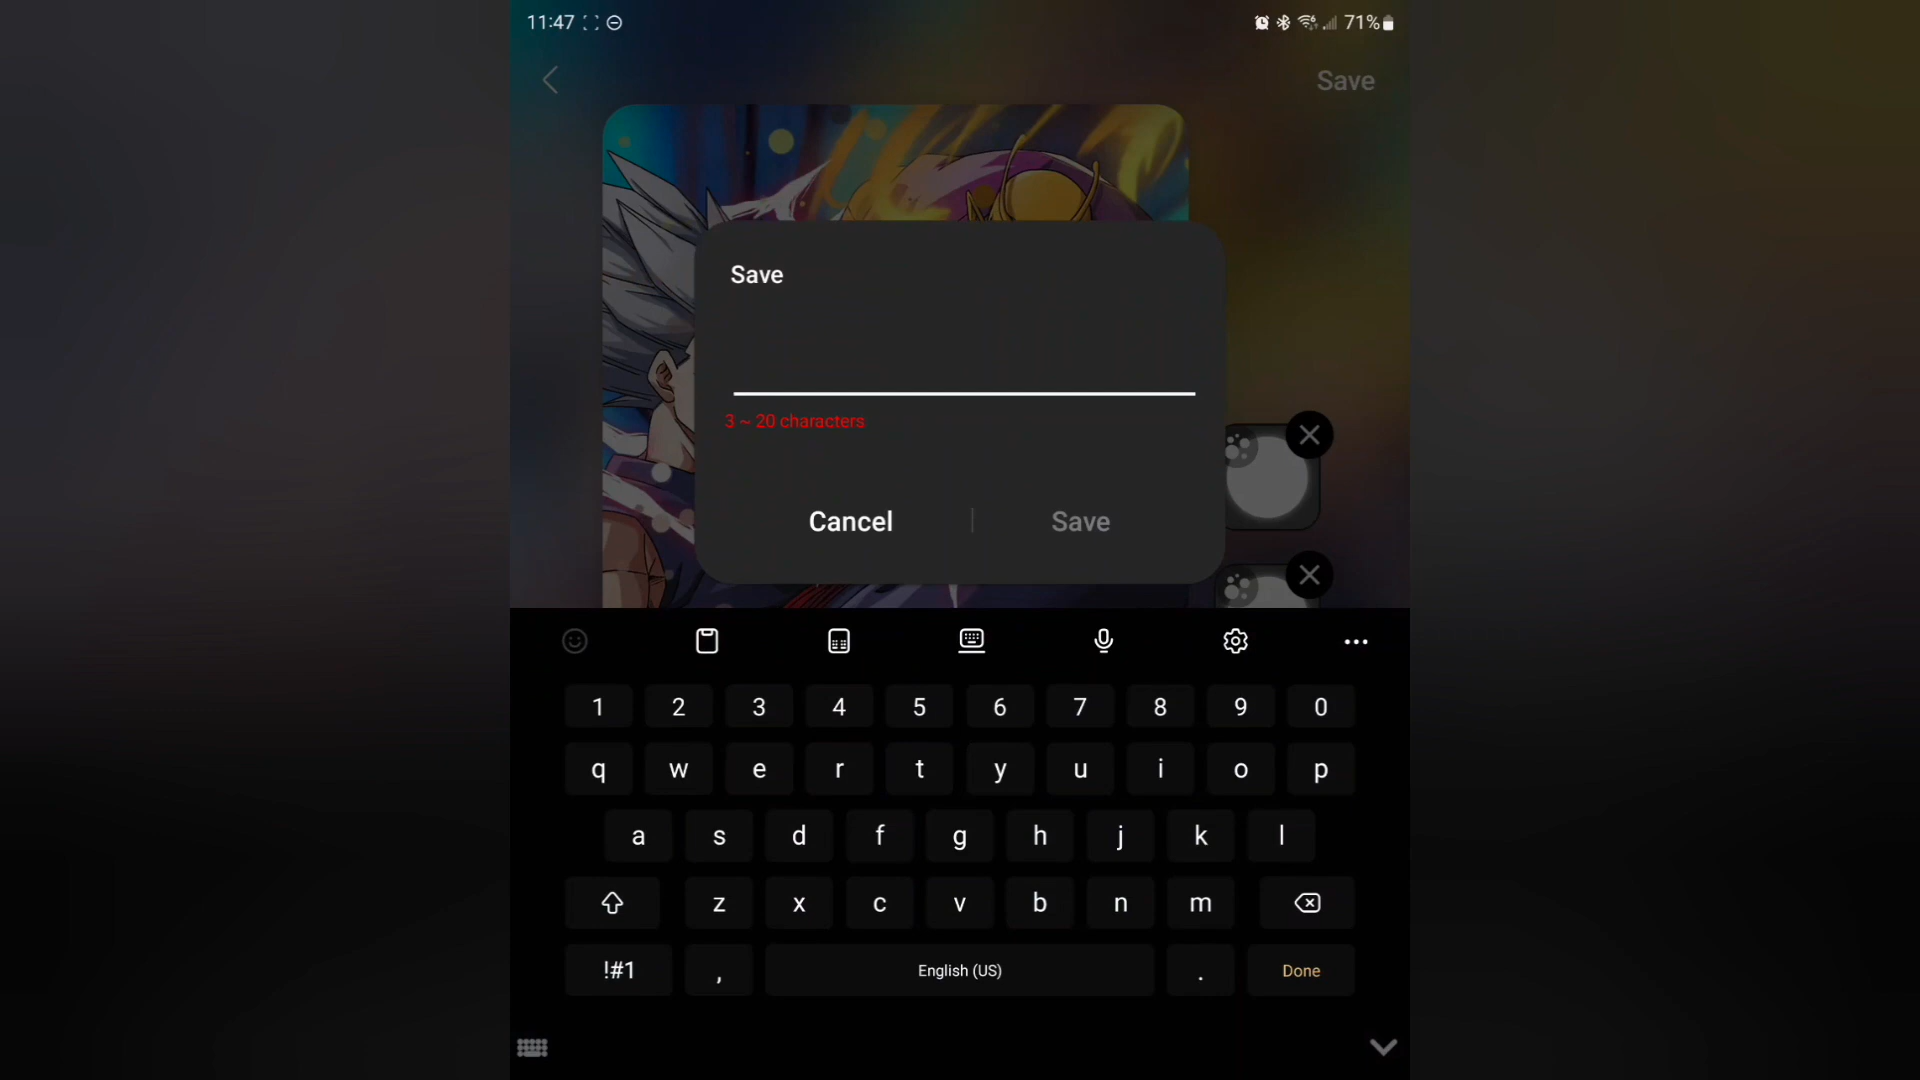 11:47 71%
Save
Save
3 ~ 20 characters
Cancel Save
1 2 3 4 5 6 7 8 9 0
q w e r t y u i o p
a s d f g h j k l
z x c v b n m
!#1 , English (US) . Done